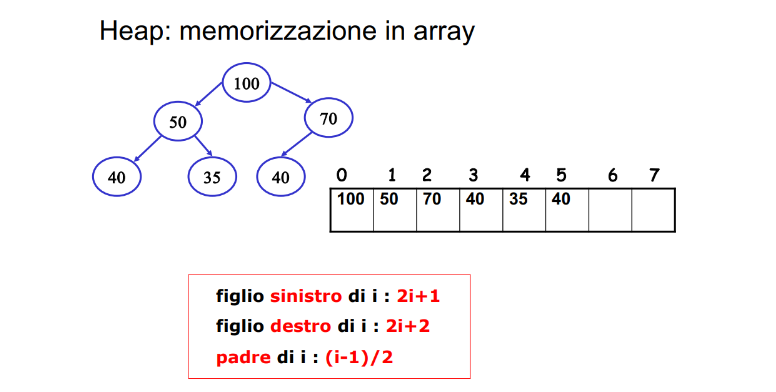 Heap: memorizzazione in array
100
50 70
40 35 40
0 1 2 3 4 5 6 7
100 50 70 40 35 40
figlio sinistro di i : 2i+1
figlio destro di i : 2i+2
padre di i : (i-1)/2